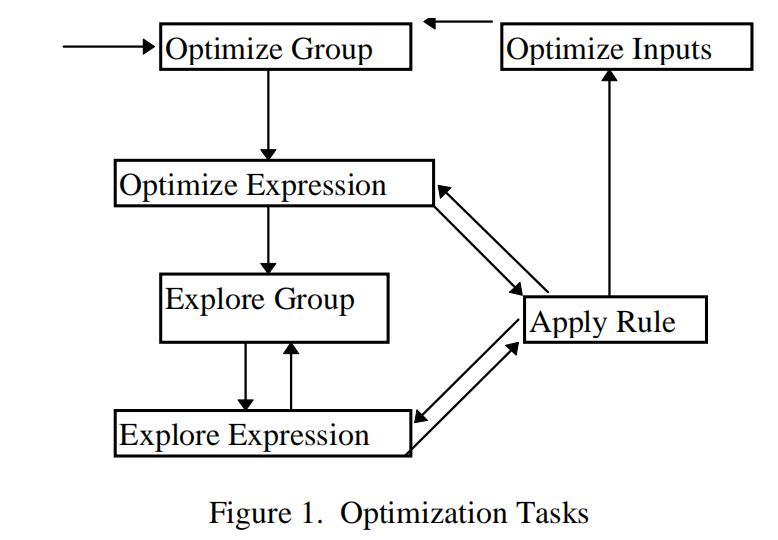 Optimize Group
Optimize Inputs
Optimize Expression
Explore Group
Apply Rule
Explore Expression
Figure 1. Optimization Tasks